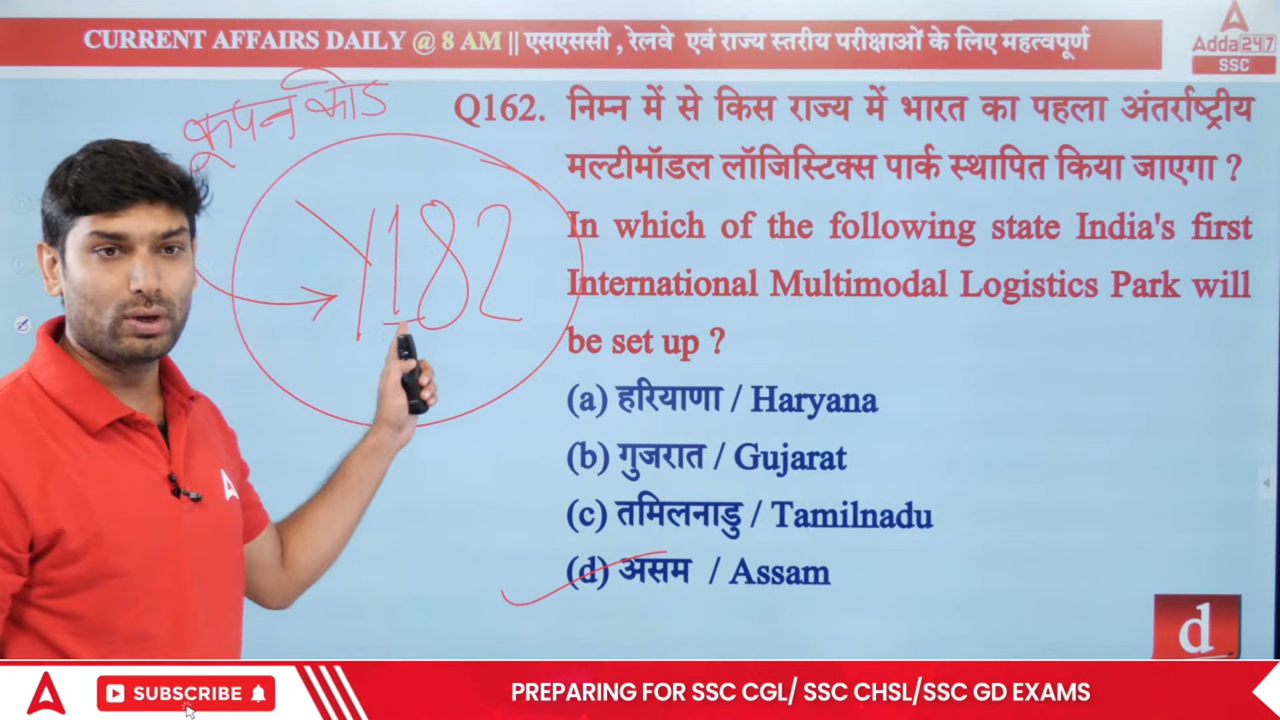 CURRENT AFFAIRS DAILY @ 8 AM || एसएससी , रेलवे एवं राज्य स्तरीय परीक्षाओं के लिए महत्वपूर्ण
Adda247
SSC
कूपन कोड
Y182
Q162. निम्न में से किस राज्य में भारत का पहला अंतर्राष्ट्रीय
मल्टीमॉडल लॉजिस्टिक्स पार्क स्थापित किया जाएगा ?
In which of the following state India's first
International Multimodal Logistics Park will
be set up ?
(a) हरियाणा / Haryana
(b) गुजरात / Gujarat
(c) तमिलनाडु / Tamilnadu
(d) असम / Assam
d
SUBSCRIBE
PREPARING FOR SSC CGL/ SSC CHSL/SSC GD EXAMS